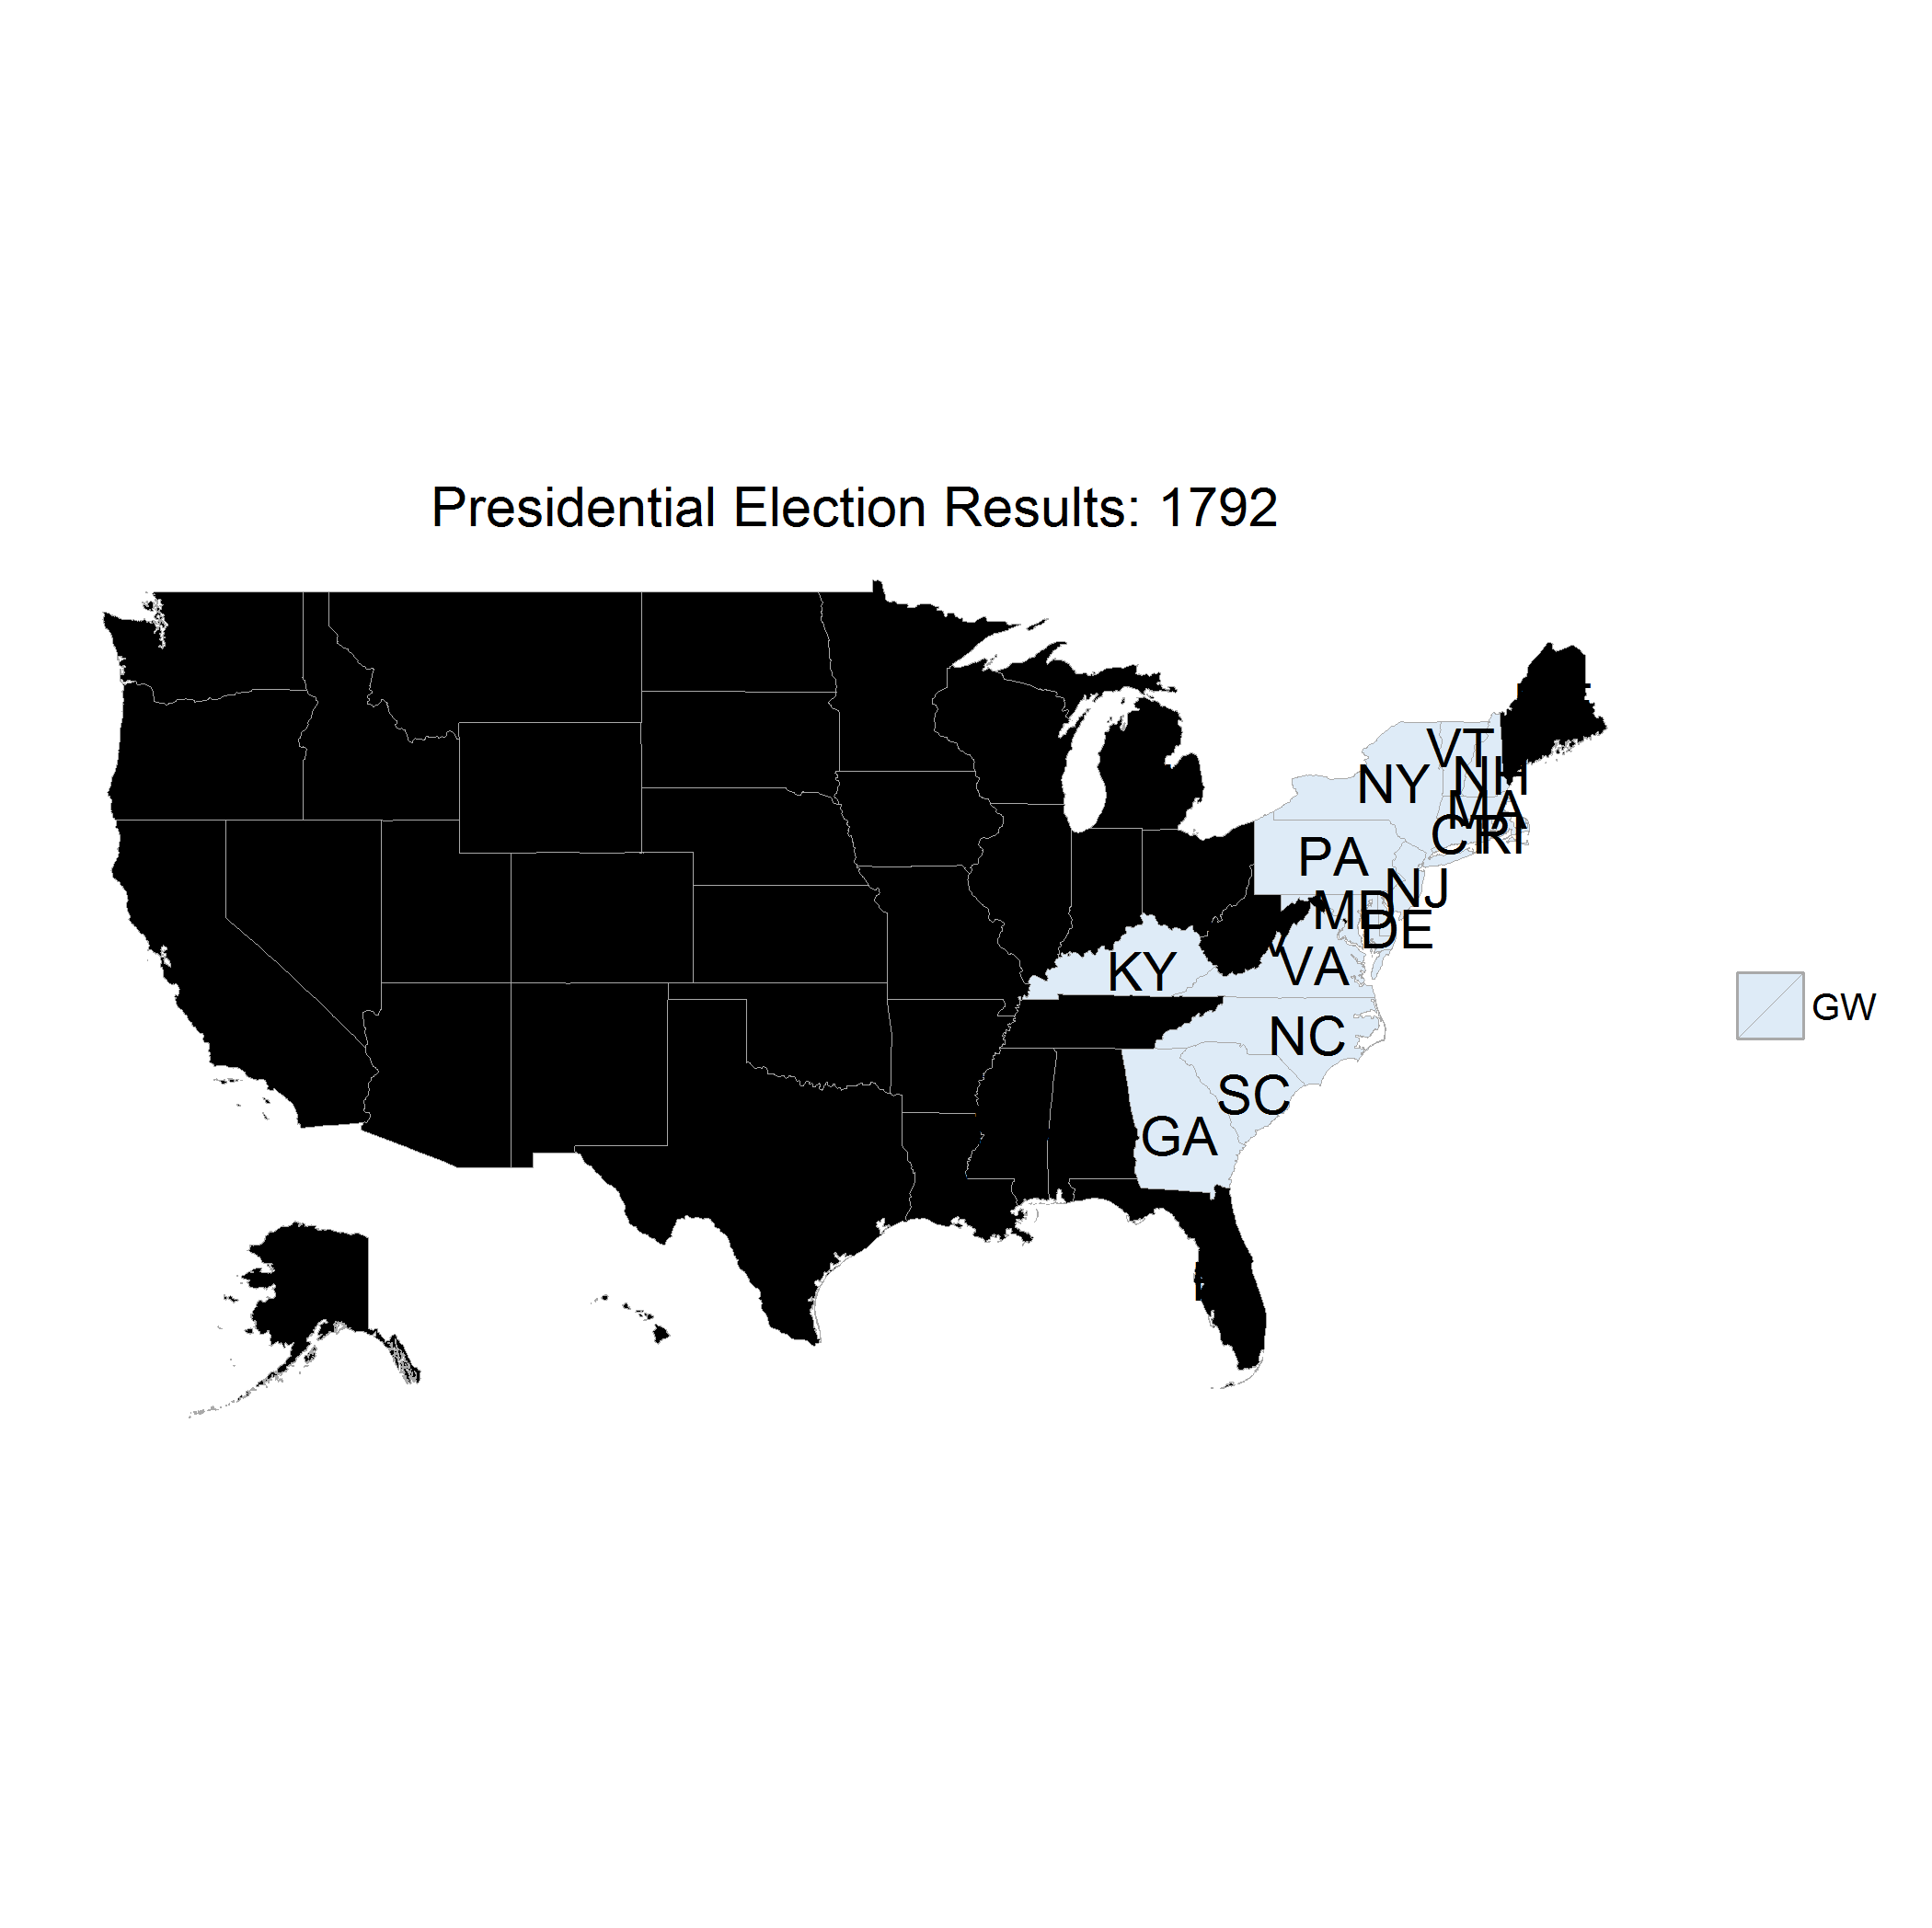 Presidential Election Results: 1792
VT
NH
NY
MA
CT
RI
PA
NJ
MD
DE
VA
KY
GW
NC
SC
GA